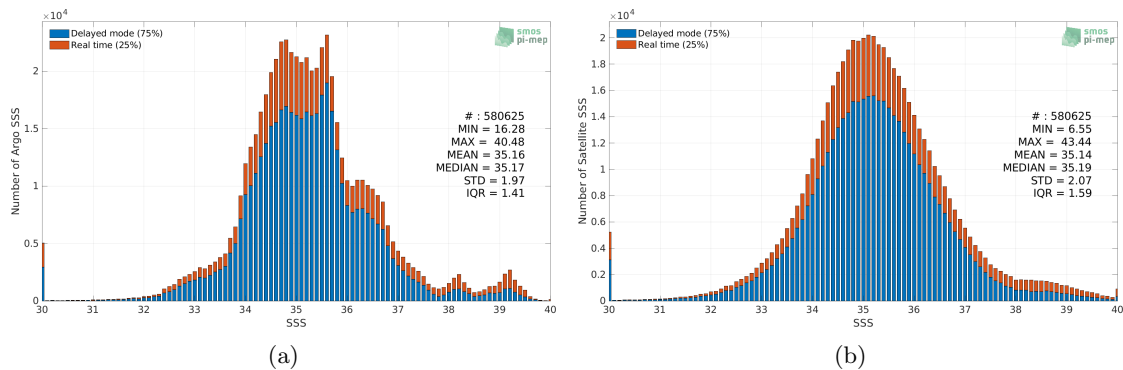 ×10⁴
Delayed mode (75%)
Real time (25%)
smos
pi-mep
# : 580625
MIN = 16.28
MAX = 40.48
MEAN = 35.16
MEDIAN = 35.17
STD = 1.97
IQR = 1.41
Number of Argo SSS
2
1.5
1
0.5
0
30 31 32 33 34 35 36 37 38 39 40
SSS
(a)
×10⁴
Delayed mode (75%)
Real time (25%)
smos
pi-mep
# : 580625
MIN = 6.55
MAX = 43.44
MEAN = 35.14
MEDIAN = 35.19
STD = 2.07
IQR = 1.59
Number of Satellite SSS
2
1.8
1.6
1.4
1.2
1
0.8
0.6
0.4
0.2
0
30 31 32 33 34 35 36 37 38 39 40
SSS
(b)